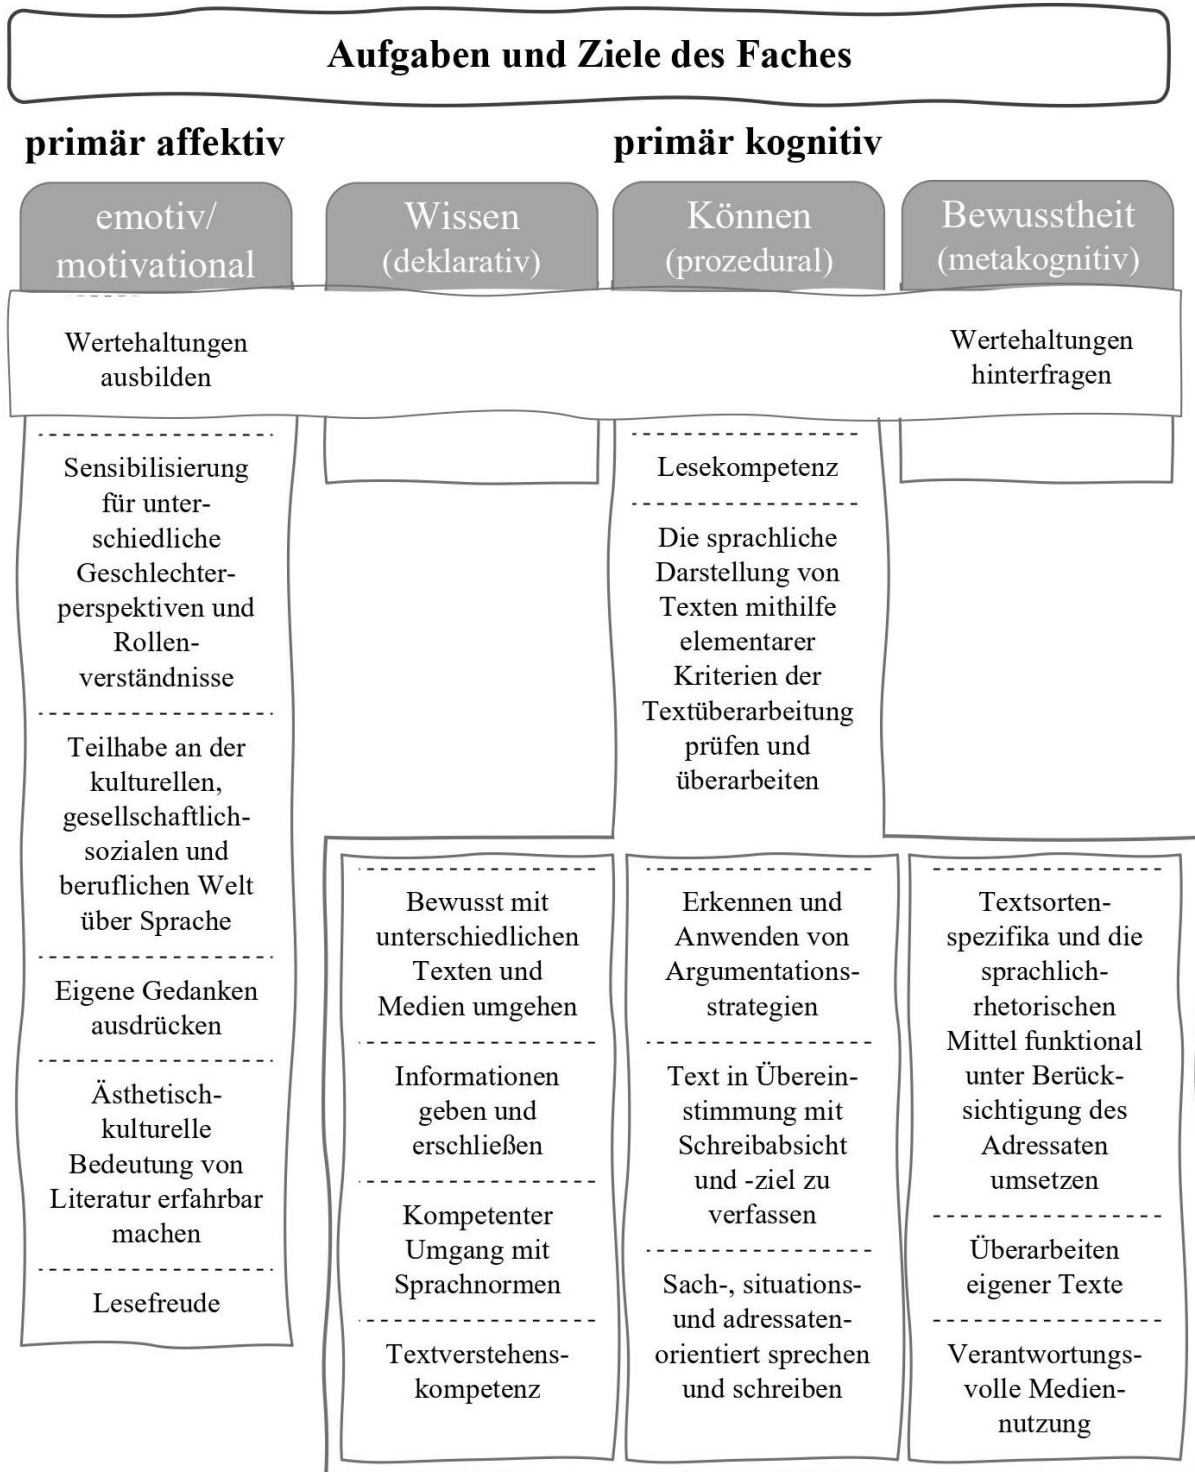 Aufgaben und Ziele des Faches
primär affektiv
primär kognitiv
emotiv/
motivational
Wissen
(deklarativ)
Können
(prozedural)
Bewusstheit
(metakognitiv)
Wertehaltungen
ausbilden
Wertehaltungen
hinterfragen
Sensibilisierung
für unter-
schiedliche
Geschlechter-
perspektiven und
Rollen-
verständnisse
Teilhabe an der
kulturellen,
gesellschaftlich-
sozialen und
beruflichen Welt
über Sprache
Eigene Gedanken
ausdrücken
Ästhetisch-
kulturelle
Bedeutung von
Literatur erfahrbar
machen
Lesefreude
Lesekompetenz
Die sprachliche
Darstellung von
Texten mithilfe
elementarer
Kriterien der
Textüberarbeitung
prüfen und
überarbeiten
Bewusst mit
unterschiedlichen
Texten und
Medien umgehen
Informationen
geben und
erschließen
Kompetenter
Umgang mit
Sprachnormen
Textverstehens-
kompetenz
Erkennen und
Anwenden von
Argumentations-
strategien
Text in Überein-
stimmung mit
Schreibabsicht
und -ziel zu
verfassen
Sach-, situations-
und adressaten-
orientiert sprechen
und schreiben
Textsorten-
spezifika und die
sprachlich-
rhetorischen
Mittel funktional
unter Berück-
sichtigung des
Adressaten
umsetzen
Überarbeiten
eigener Texte
Verantwortungs-
volle Medien-
nutzung